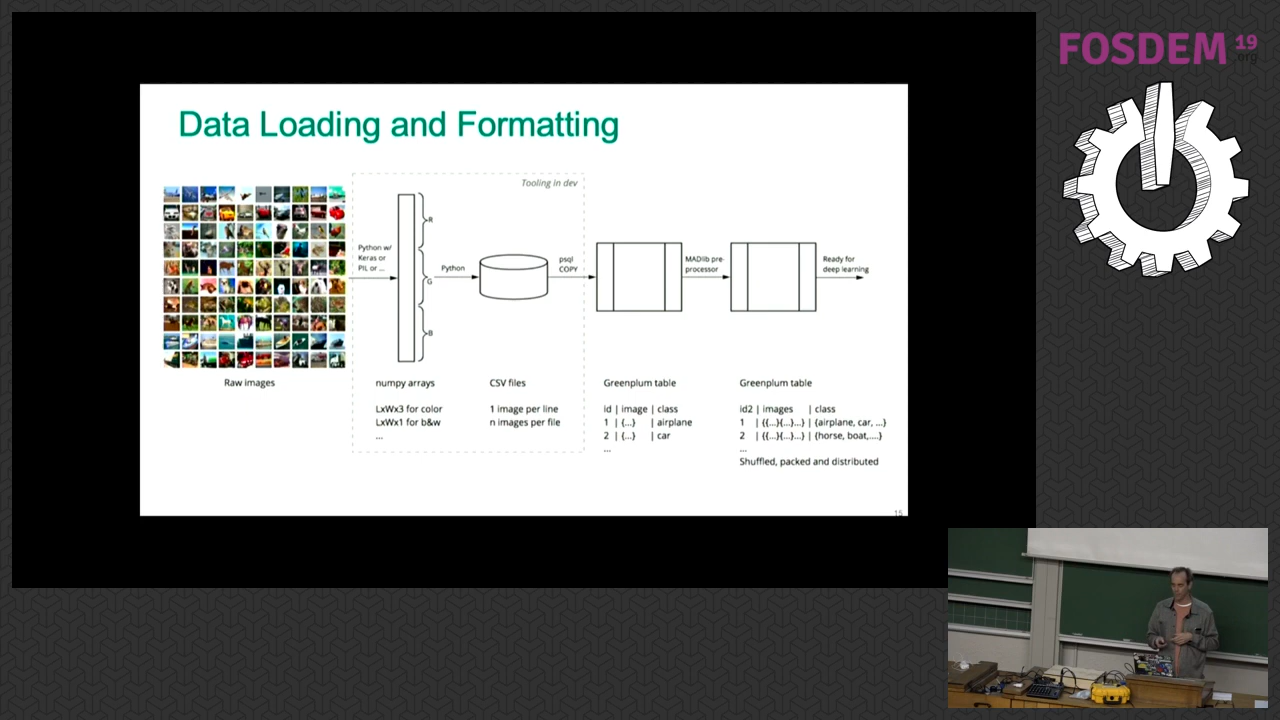 FOSDEM 19
.org
Data Loading and Formatting
Tooling in dev
Python w/
Keras or
PIL or ...
R
G
B
Python
psql
COPY
MADlib pre-
processor
Ready for
deep learning
Raw images
numpy arrays
LxWx3 for color
LxWx1 for b&w
...
CSV files
1 image per line
n images per file
Greenplum table
id | image | class
1 | {...} | airplane
2 | {...} | car
...
Greenplum table
id2 | images | class
1 | {{...}{...}...} | {airplane, car, ...}
2 | {{...}{...}...} | {horse, boat,....}
...
Shuffled, packed and distributed
15